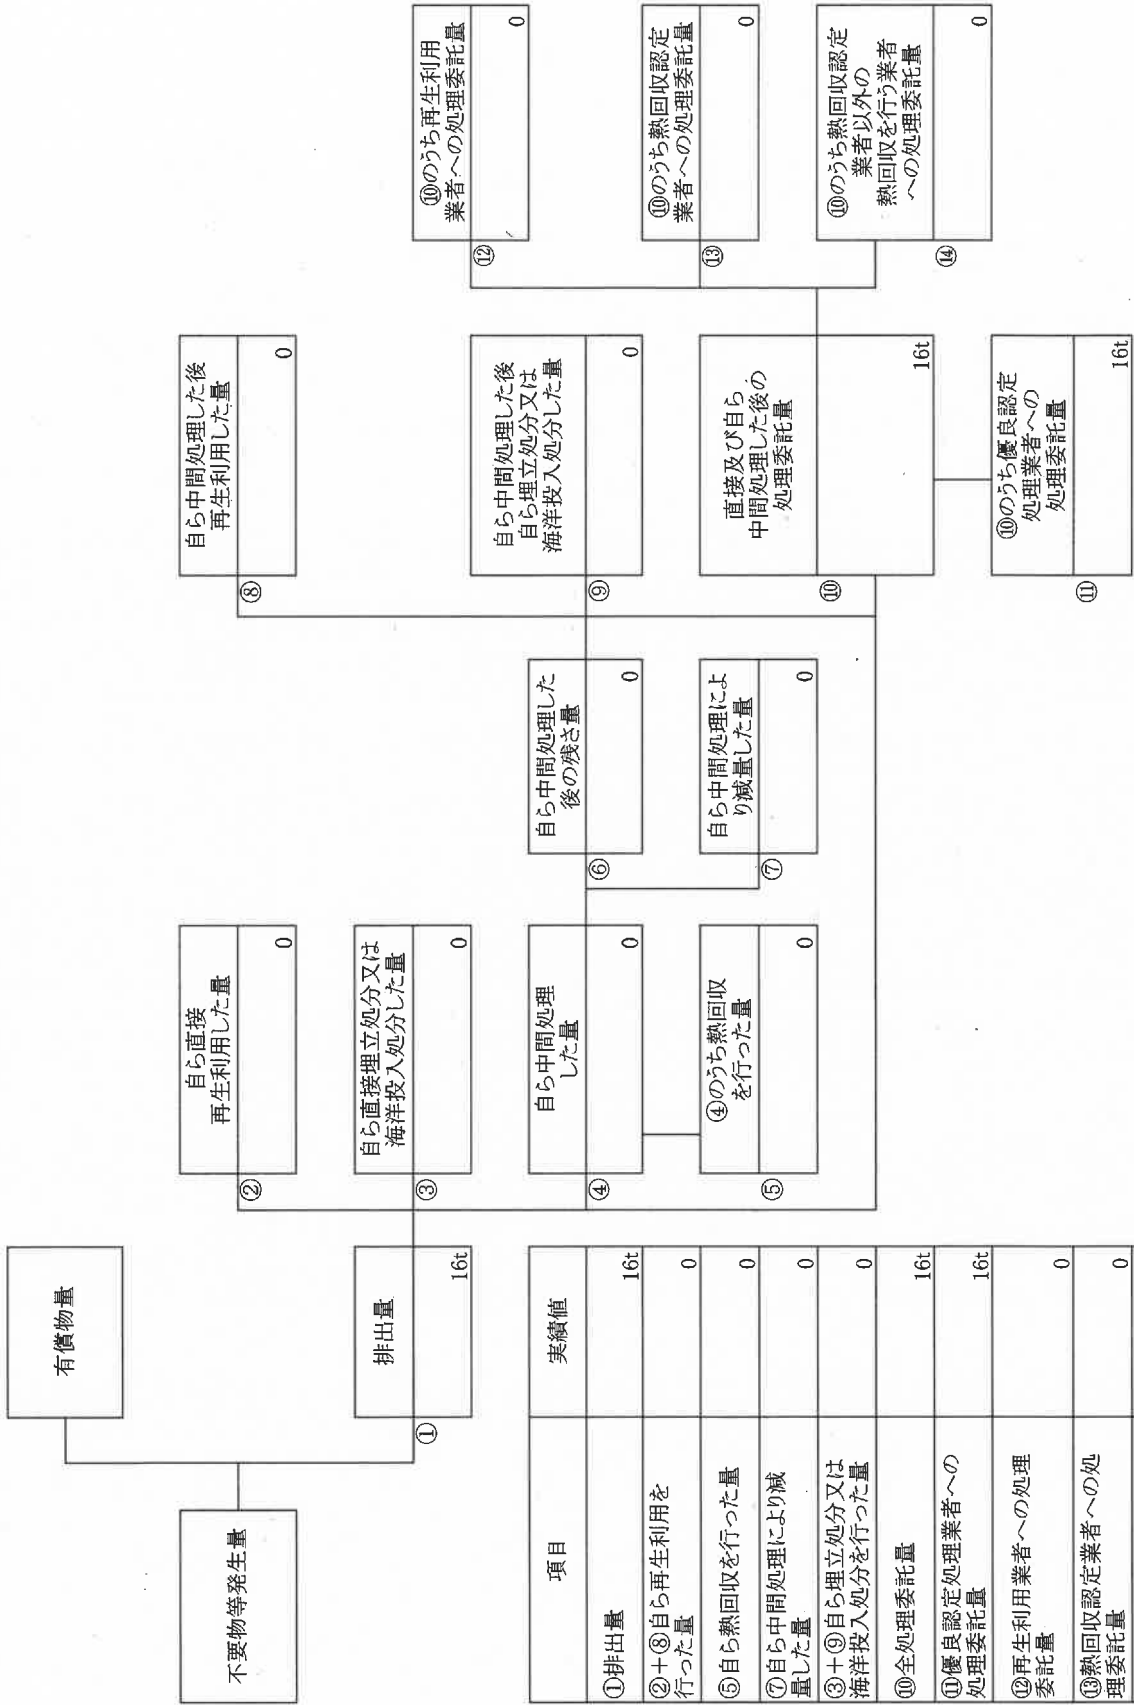 不要物等発生量
有償物量
①
排出量
16t
②
自ら直接
再生利用した量
0
③
自ら直接埋立処分又は
海洋投入処分した量
0
④
自ら中間処理
した量
0
⑤
④のうち熱回収
を行った量
0
⑥
自ら中間処理した
後の残さ量
0
⑦
自ら中間処理によ
り減量した量
0
⑧
自ら中間処理した後
再生利用した量
0
⑨
自ら中間処理した後
自ら埋立処分又は
海洋投入処分した量
0
⑩
直接及び自ら
中間処理した後の
処理委託量
16t
⑪
⑩のうち優良認定
処理業者への
処理委託量
16t
⑫
⑩のうち再生利用
業者への処理委託量
0
⑬
⑩のうち熱回収認定
業者への処理委託量
0
⑭
⑩のうち熱回収認定
業者以外の
熱回収を行う業者
への処理委託量
0
項目 実績値
①排出量 16t
②+⑧自ら再生利用を
行った量 0
⑤自ら熱回収を行った量 0
⑦自ら中間処理により減
量した量 0
③+⑨自ら埋立処分又は
海洋投入処分を行った量 0
⑩全処理委託量 16t
⑪優良認定処理業者への
処理委託量 16t
⑫再生利用業者への処理
委託量 0
⑬熱回収認定業者への処
理委託量 0